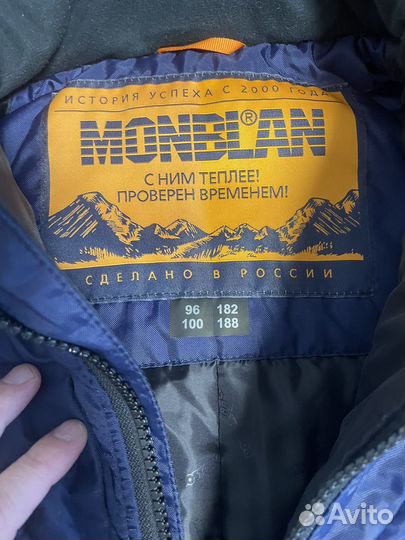 ИСТОРИЯ УСПЕХА С 2000 ГОДА
MONBLAN®
С НИМ ТЕПЛЕЕ!
ПРОВЕРЕН ВРЕМЕНЕМ!
СДЕЛАНО В РОССИИ
96 182
100 188
Avito